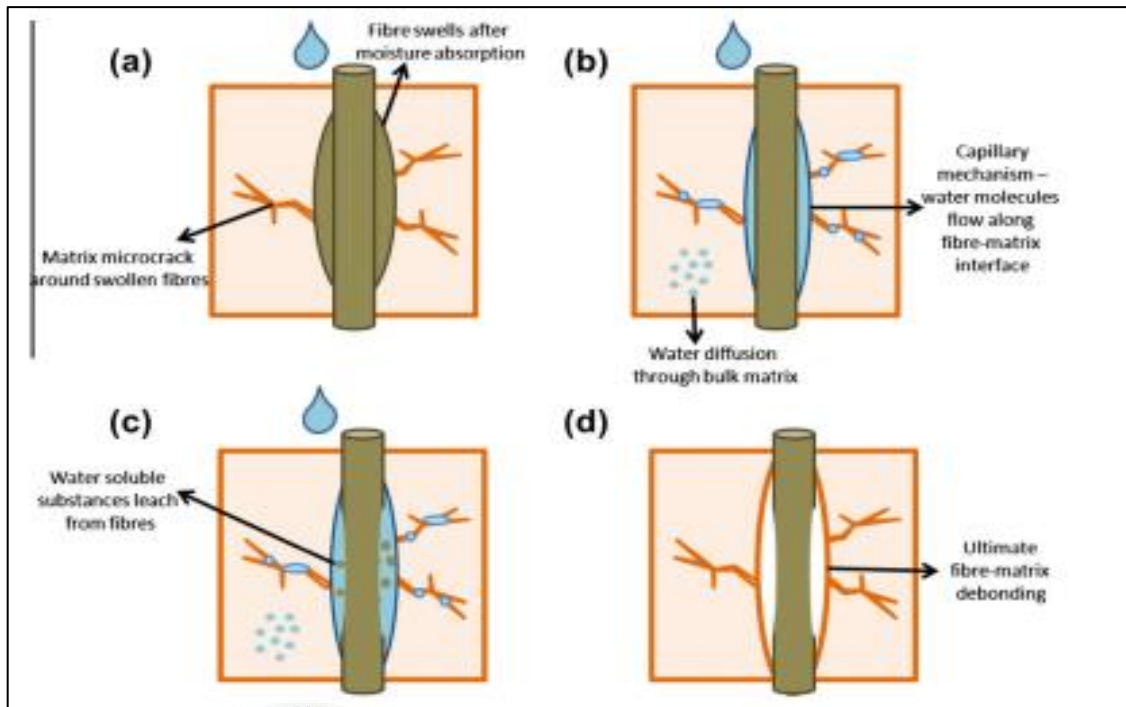 (a)
Fibre swells after
moisture absorption
Matrix microcrack
around swollen fibres
(b)
Capillary
mechanism –
water molecules
flow along
fibre-matrix
interface
Water diffusion
through bulk matrix
(c)
Water soluble
substances leach
from fibres
(d)
Ultimate
fibre-matrix
debonding